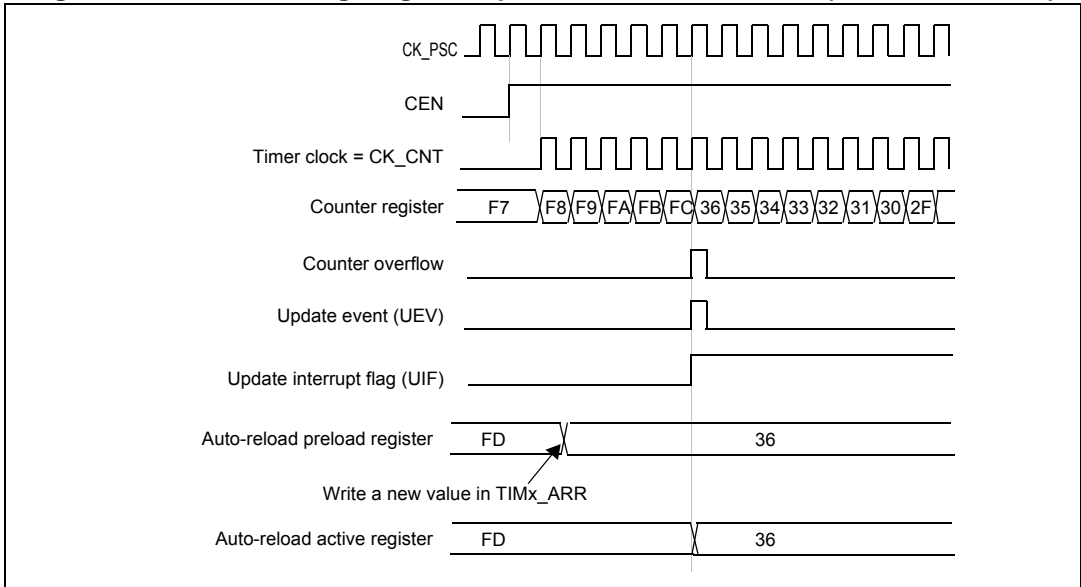 CK_PSC
CEN
Timer clock = CK_CNT
Counter register F7 F8 F9 FA FB FC 36 35 34 33 32 31 30 2F
Counter overflow
Update event (UEV)
Update interrupt flag (UIF)
Auto-reload preload register FD 36
Write a new value in TIMx_ARR
Auto-reload active register FD 36